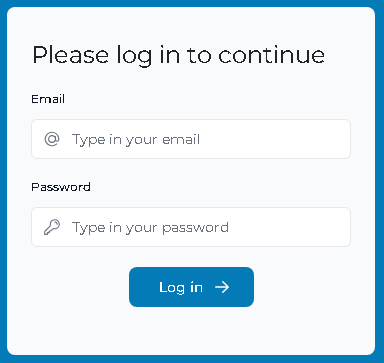 Please log in to continue
Email
Type in your email
Password
Type in your password
Log in